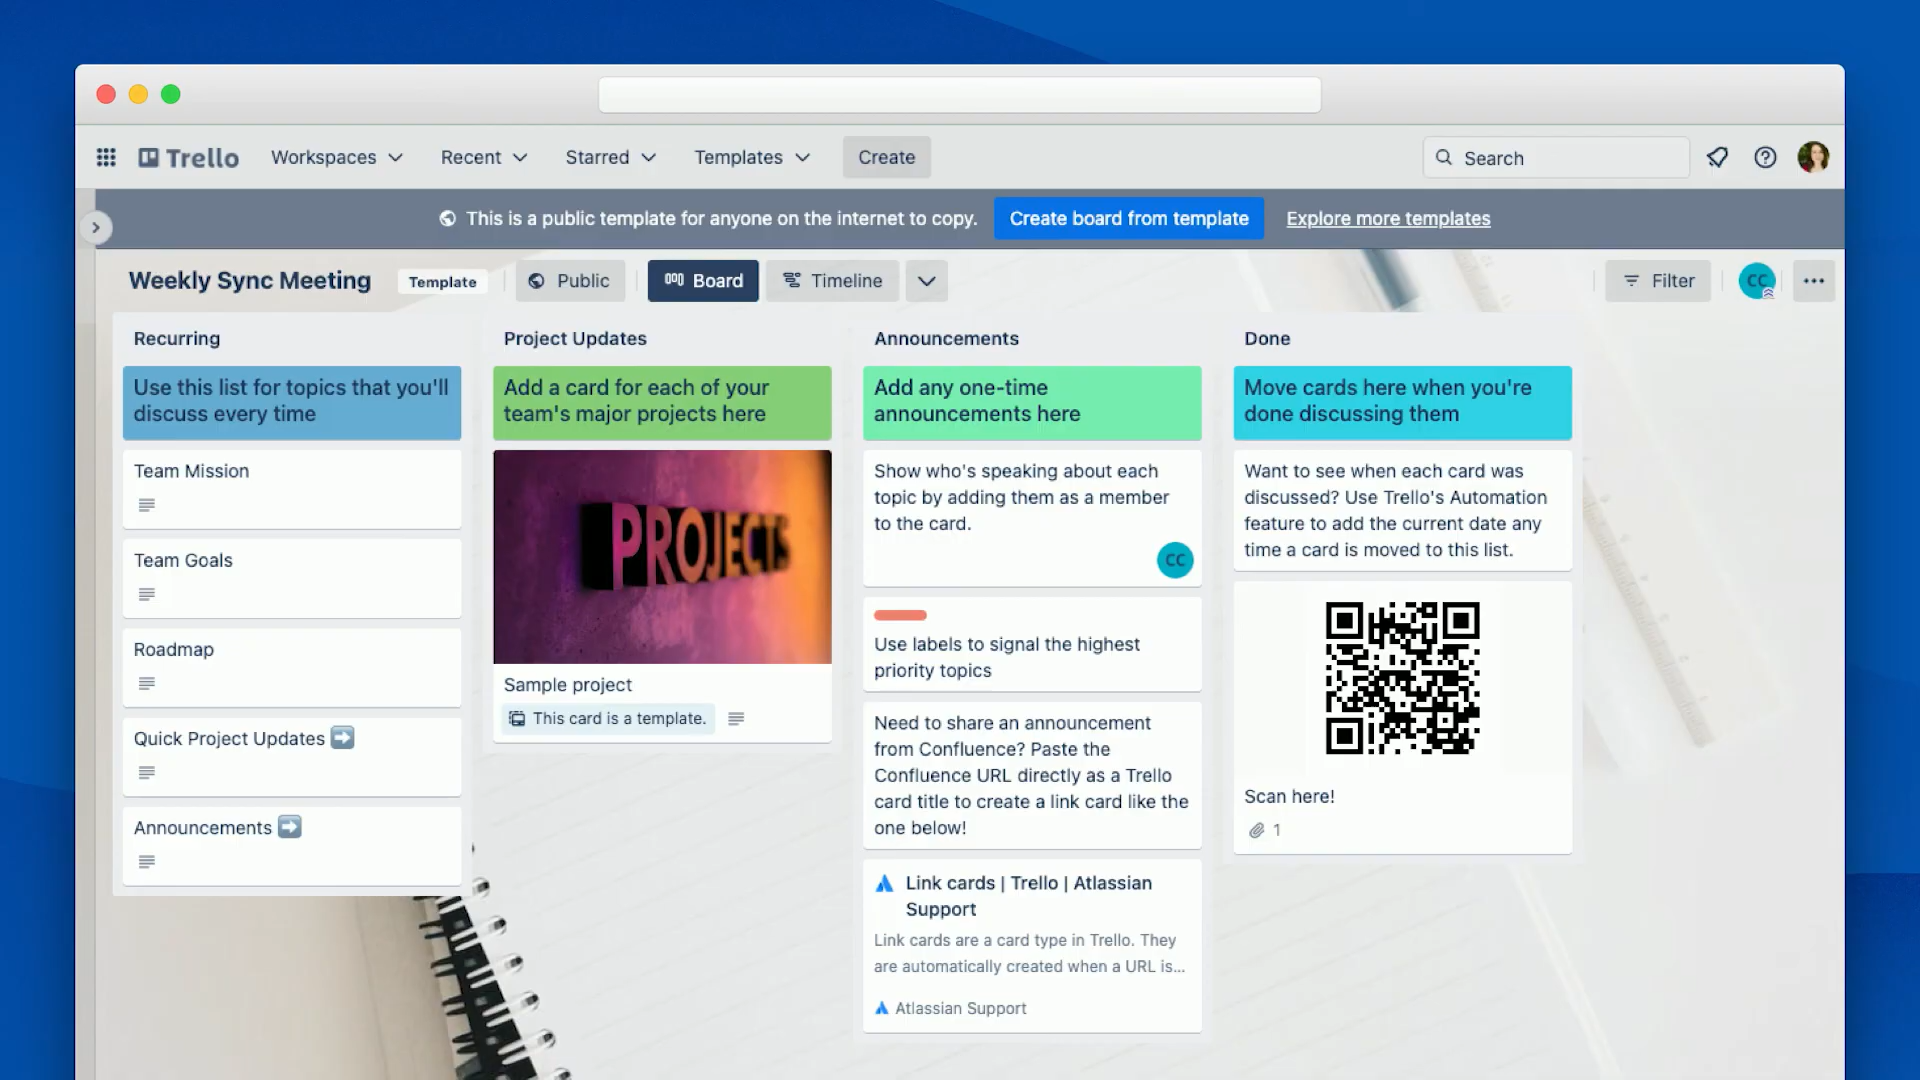 Trello
Workspaces
Recent
Starred
Templates
Create
Search
This is a public template for anyone on the internet to copy.
Create board from template
Explore more templates
Weekly Sync Meeting
Template
Public
Board
Timeline
Filter
CC
Recurring
Use this list for topics that you'll
discuss every time
Team Mission
Team Goals
Roadmap
Quick Project Updates ➡️
Announcements ➡️
Project Updates
Add a card for each of your
team's major projects here
PROJECTS
Sample project
This card is a template.
Announcements
Add any one-time
announcements here
Show who's speaking about each
topic by adding them as a member
to the card.
CC
Use labels to signal the highest
priority topics
Need to share an announcement
from Confluence? Paste the
Confluence URL directly as a Trello
card title to create a link card like the
one below!
Link cards | Trello | Atlassian
Support
Link cards are a card type in Trello. They
are automatically created when a URL is...
Atlassian Support
Done
Move cards here when you're
done discussing them
Want to see when each card was
discussed? Use Trello's Automation
feature to add the current date any
time a card is moved to this list.
Scan here!
1